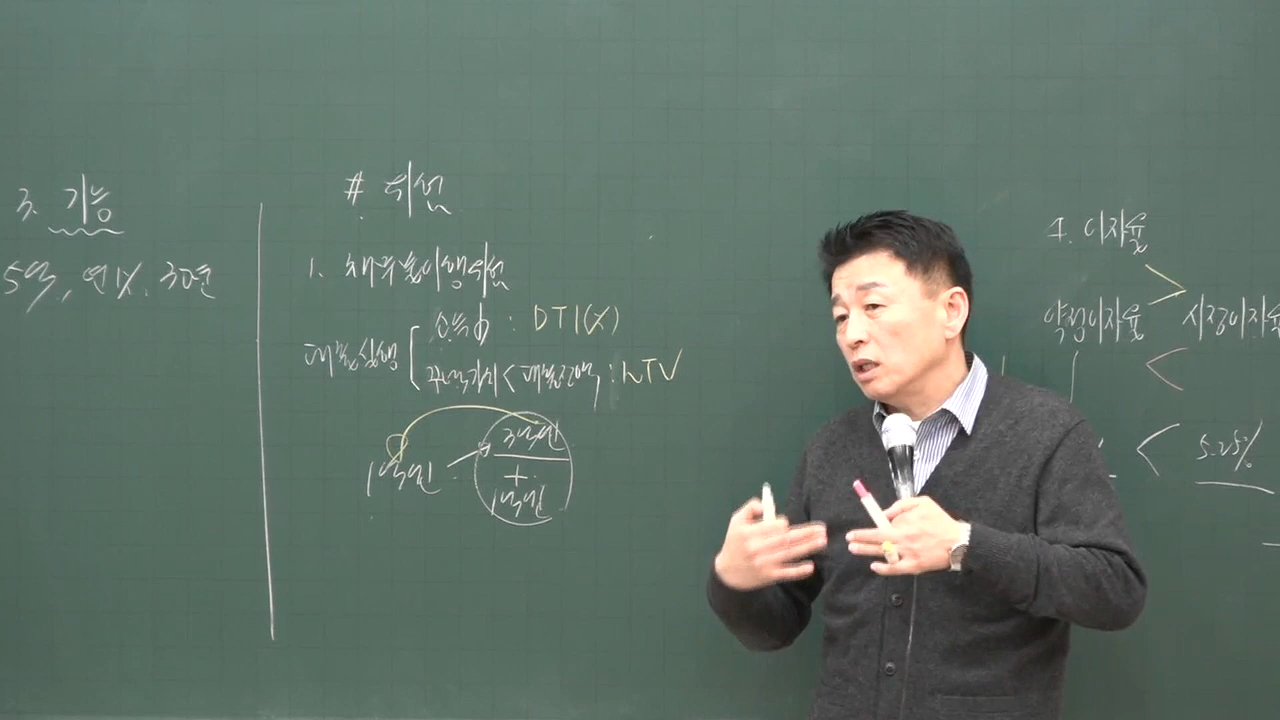 3. 기능
5억, 연1%, 30년
# 위험
1. 채무불이행위험
소득 ↓ : DTI(X)
주택가치 < 대출잔액 : LTV
대출실행
1억원
3억원
+
1억원
4. 이자율
약정이자율
시장이자율
<
< 5.25%